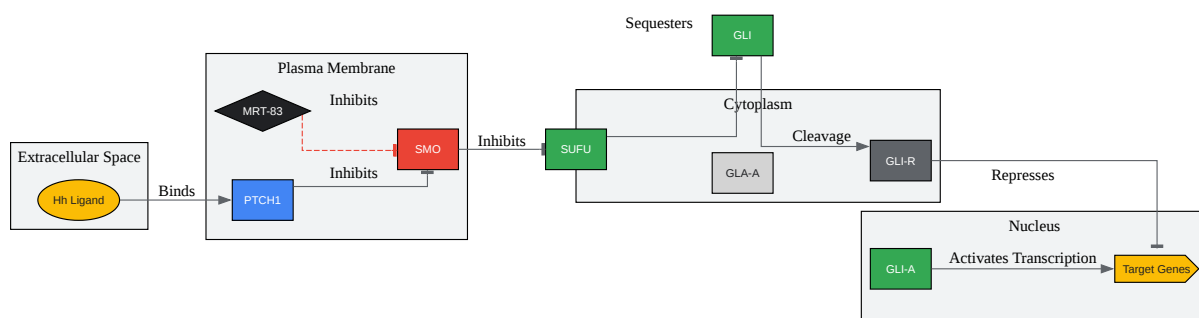 Sequesters
GLI
Plasma Membrane
MRT-83
Inhibits
Cytoplasm
SMO
Inhibits
SUFU
Cleavage
GLI-R
Extracellular Space
Inhibits
GLA-A
Represses
Hh Ligand
Binds
PTCH1
Nucleus
GLI-A
Activates Transcription
Target Genes